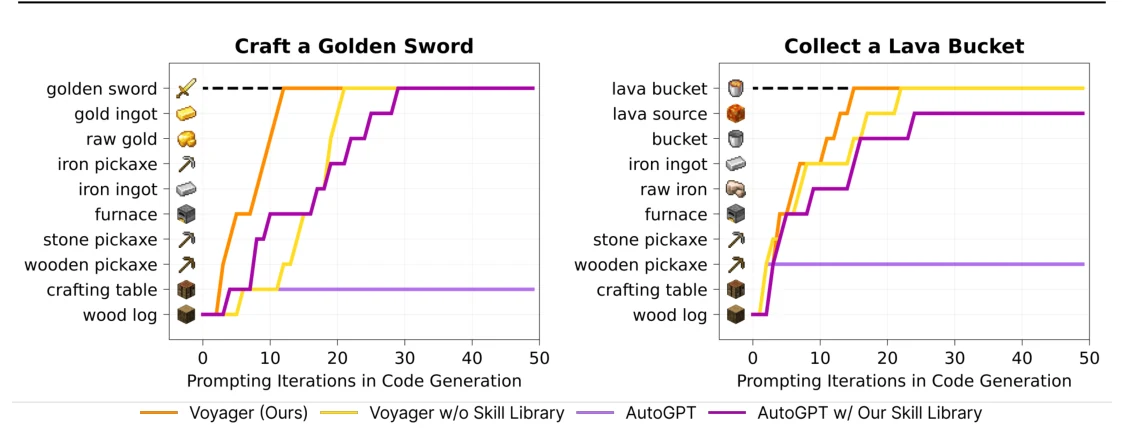 Craft a Golden Sword
golden sword
gold ingot
raw gold
iron pickaxe
iron ingot
furnace
stone pickaxe
wooden pickaxe
crafting table
wood log
0 10 20 30 40 50
Prompting Iterations in Code Generation
Collect a Lava Bucket
lava bucket
lava source
bucket
iron ingot
raw iron
furnace
stone pickaxe
wooden pickaxe
crafting table
wood log
0 10 20 30 40 50
Prompting Iterations in Code Generation
Voyager (Ours) Voyager w/o Skill Library AutoGPT AutoGPT w/ Our Skill Library